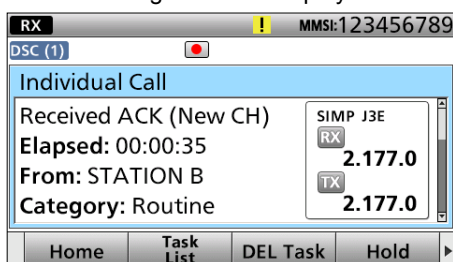 RX ! MMSI:123456789
DSC (1)
Individual Call
Received ACK (New CH)
Elapsed: 00:00:35
From: STATION B
Category: Routine
SIMP J3E
RX
2.177.0
TX
2.177.0
Home
Task
List
DEL Task
Hold